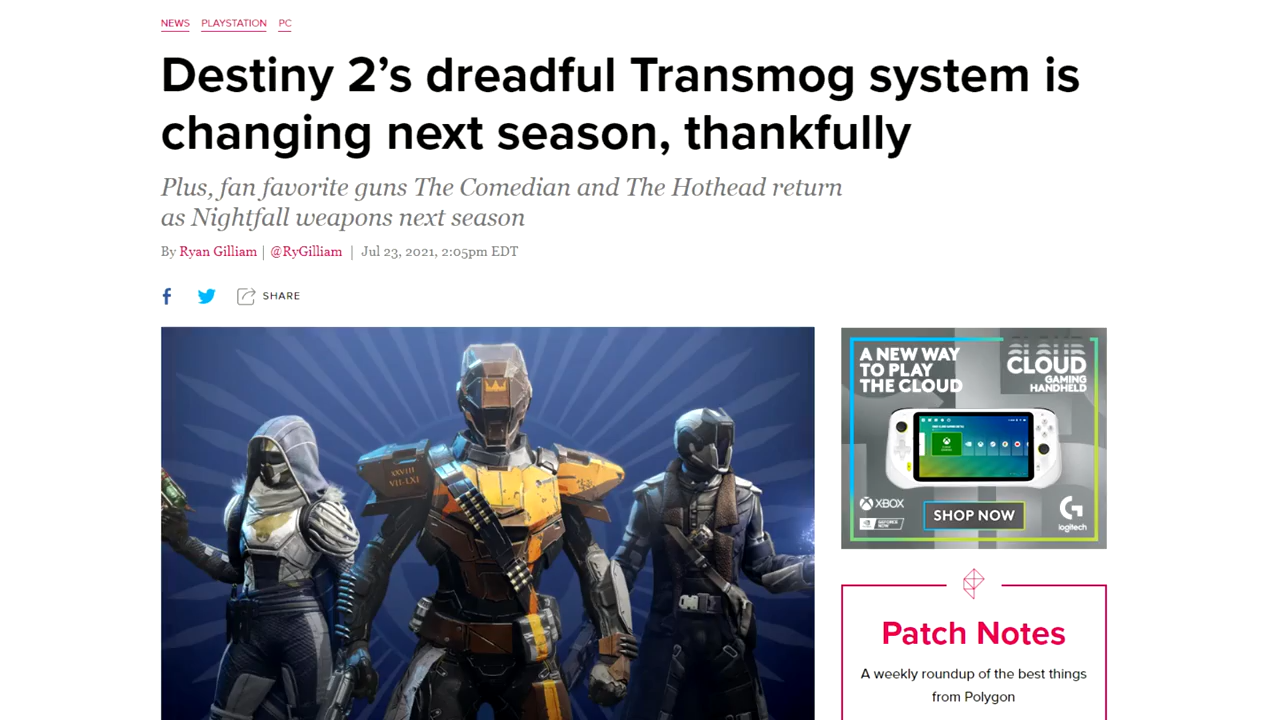 NEWS PLAYSTATION PC
Destiny 2’s dreadful Transmog system is
changing next season, thankfully
Plus, fan favorite guns The Comedian and The Hothead return
as Nightfall weapons next season
By Ryan Gilliam | @RyGilliam | Jul 23, 2021, 2:05pm EDT
SHARE
XXVIII
VII-LXI
A NEW WAY
TO PLAY
THE CLOUD
CLOUD
GAMING
HANDHELD
XBOX
GEFORCE
NOW
SHOP NOW
logitech
Patch Notes
A weekly roundup of the best things
from Polygon